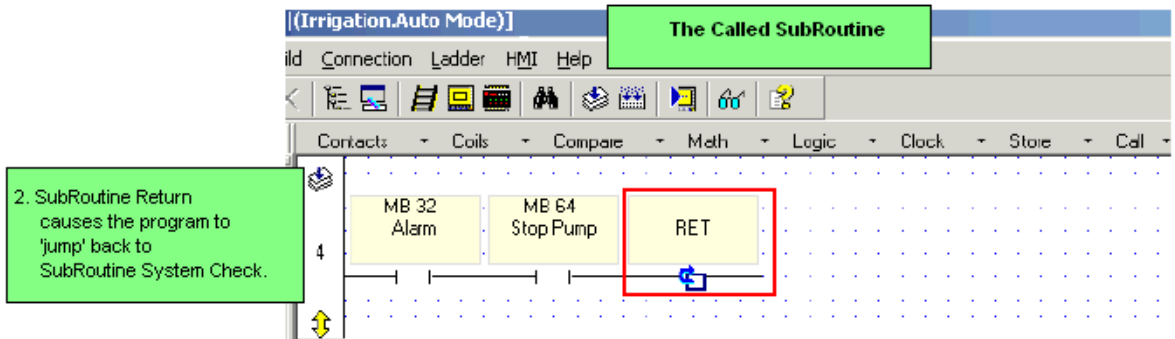 (Irrigation.Auto Mode)]
The Called SubRoutine
ild Connection Ladder HMI Help
Contacts Coils Compare Math Logic Clock Store Call
2. SubRoutine Return
causes the program to
'jump' back to
SubRoutine System Check.
MB 32 MB 64
Alarm Stop Pump RET
4